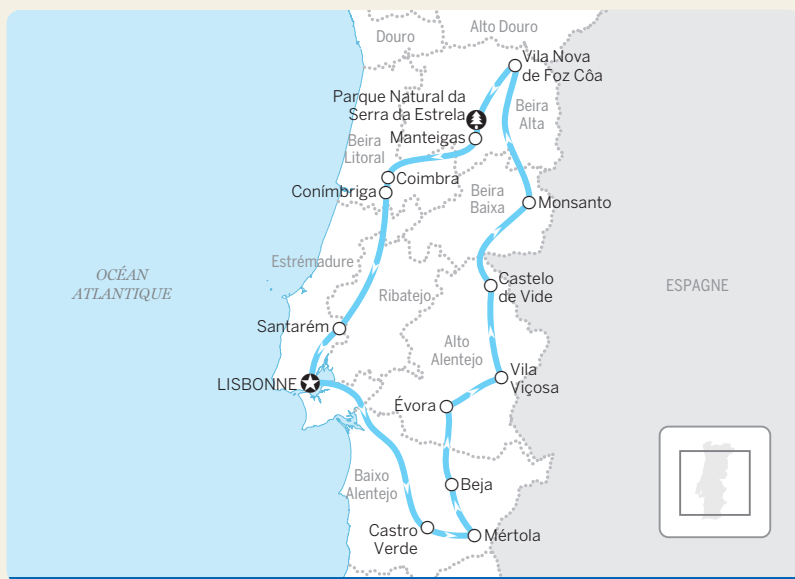 Alto Douro
Douro
Vila Nova
de Foz Côa
Parque Natural da
Serra da Estrela
Beira
Alta
Manteigas
Beira
Litoral
Coimbra
Conímbriga
Beira
Baixa
Monsanto
Estrémadure
OCÉAN
ATLANTIQUE
Castelo
de Vide
ESPAGNE
Ribatejo
Santarém
Alto
Alentejo
Vila
Viçosa
LISBONNE
Évora
Baixo
Alentejo
Beja
Castro
Verde
Mértola